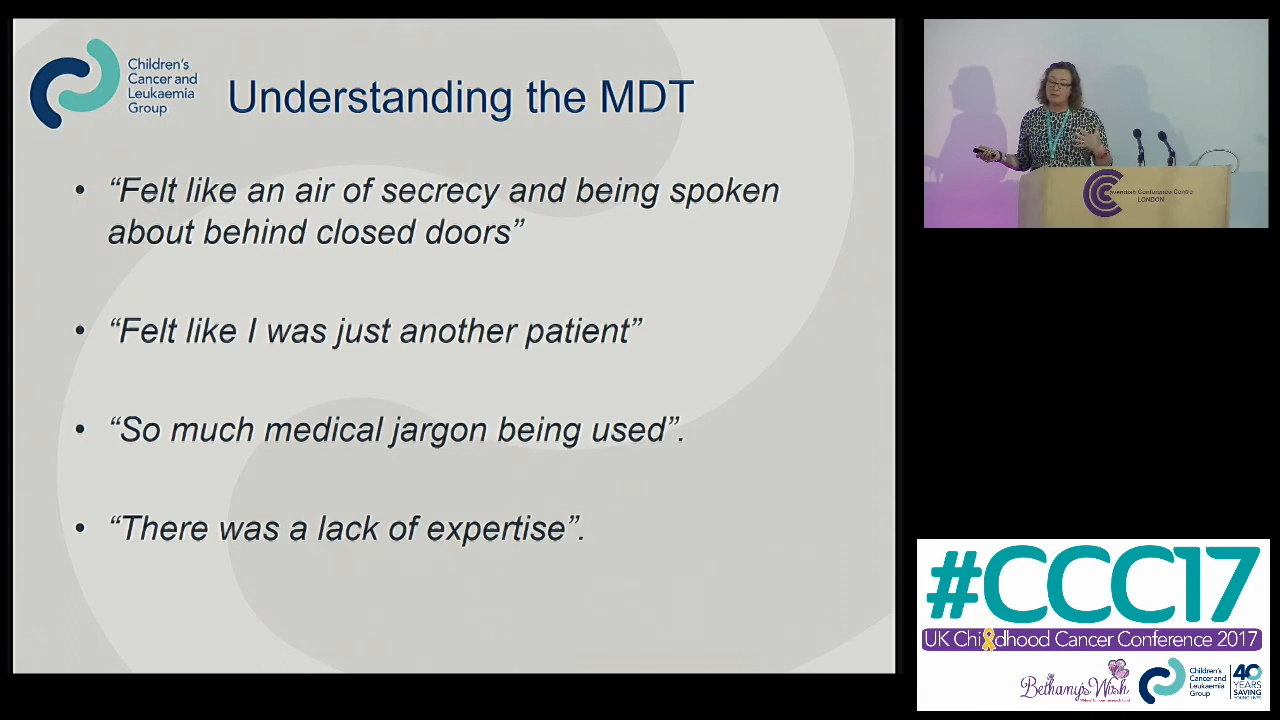 Children's
Cancer and
Leukaemia
Group
Understanding the MDT
• “Felt like an air of secrecy and being spoken
about behind closed doors”
• “Felt like I was just another patient”
• “So much medical jargon being used”.
• “There was a lack of expertise”.
Cavendish Conference Centre
LONDON
#CCC17
UK Childhood Cancer Conference 2017
Bethany's Wish
Children's
Cancer and
Leukaemia
Group
40
YEARS
SAVING
YOUNG LIVES